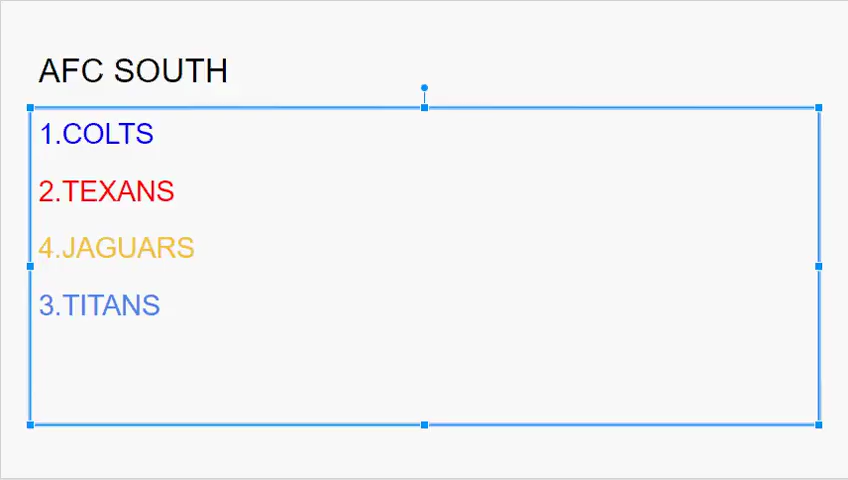 AFC SOUTH
1.COLTS
2.TEXANS
4.JAGUARS
3.TITANS